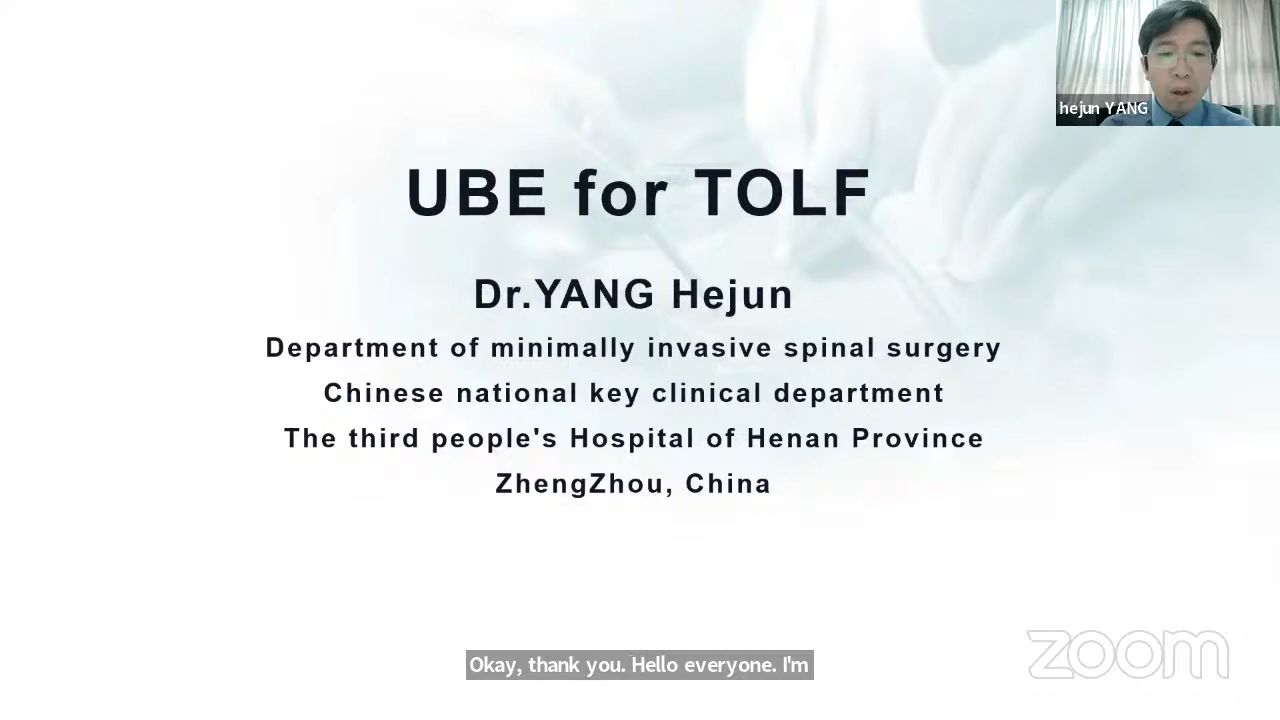 hejun YANG
UBE for TOLF
Dr.YANG Hejun
Department of minimally invasive spinal surgery
Chinese national key clinical department
The third people's Hospital of Henan Province
ZhengZhou, China
Okay, thank you. Hello everyone. I'm
zoom